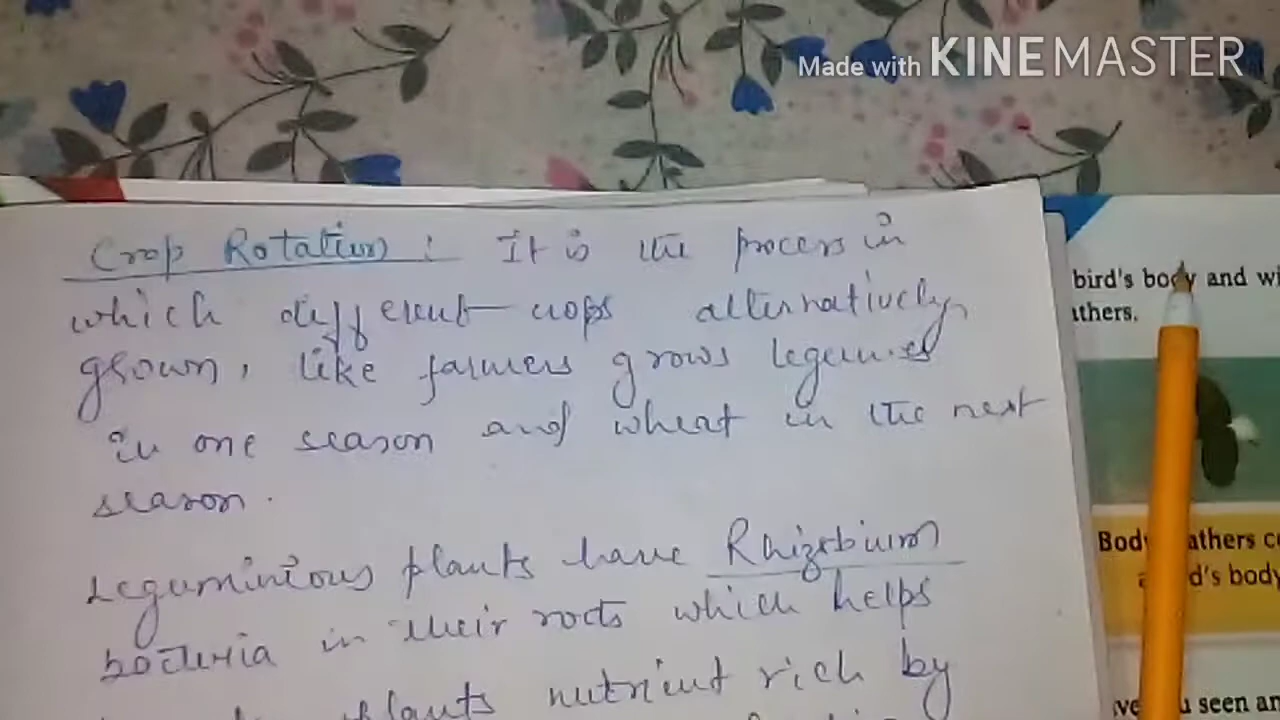 Made with KINEMASTER
Crop Rotation : It is the process in
which different crops alternatively
grown, like farmers grows legumes
in one season and wheat in the next
season.
Leguminious plants have Rhizobium
bacteria in their roots which helps
plants nutrient rich by
bird's body and wi
athers.
Body athers c
d's body
u seen an